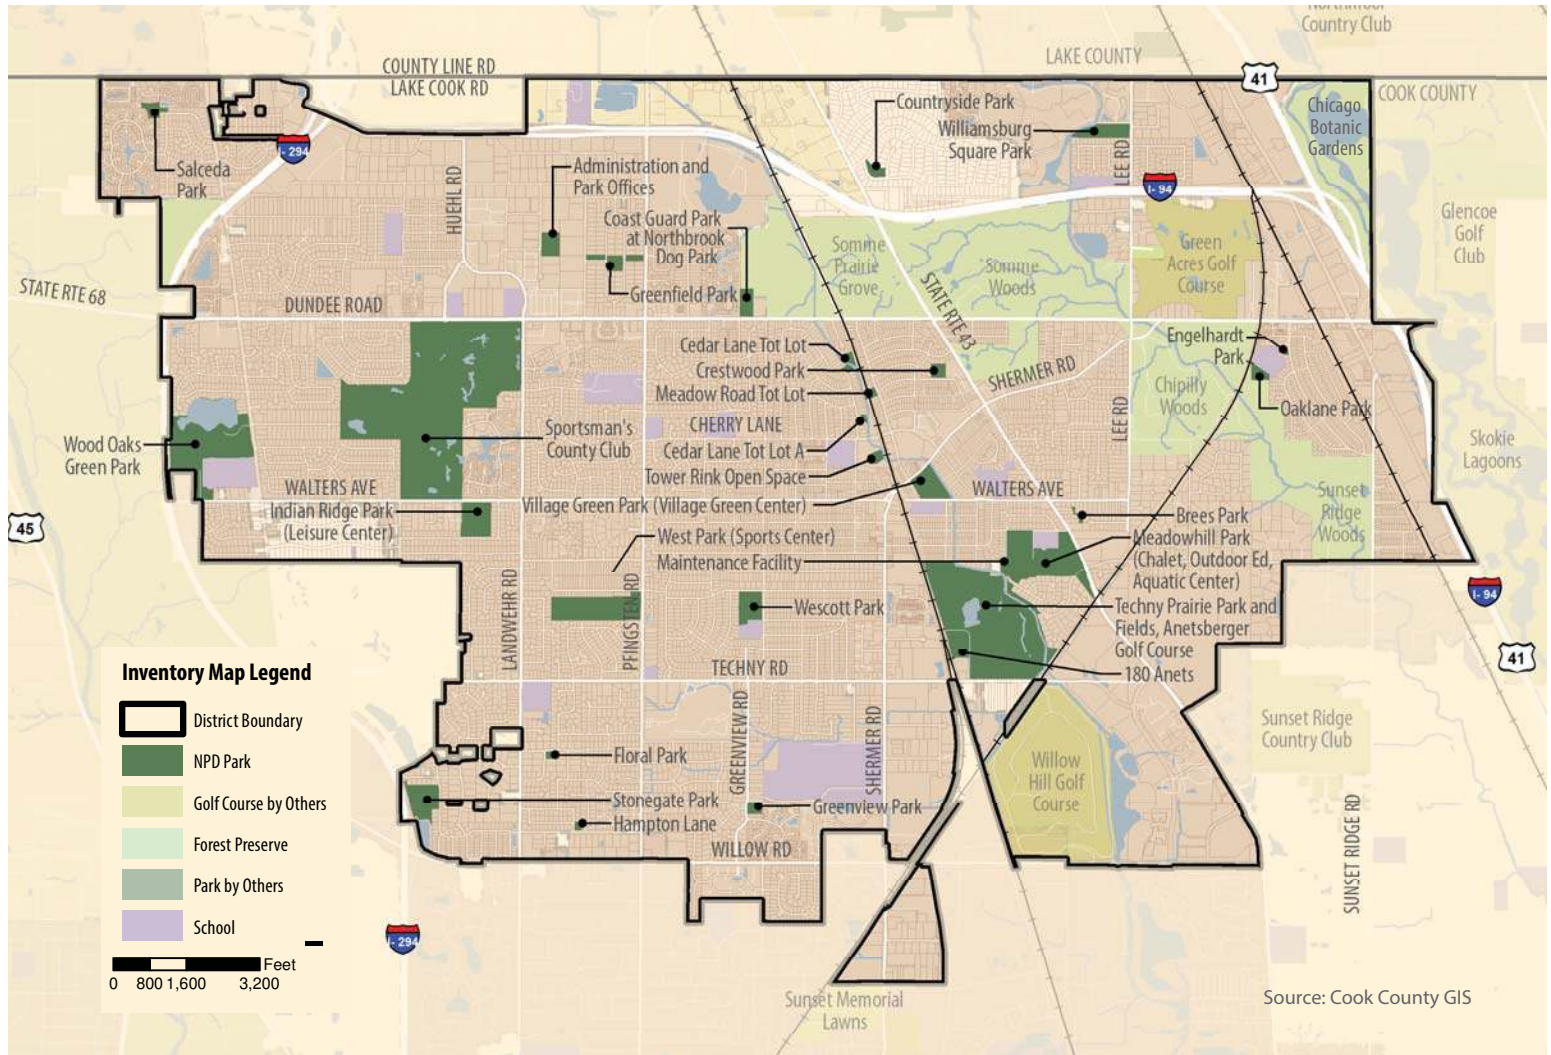 Country Club
LAKE COUNTY
COUNTY LINE RD
LAKE COOK RD
41
COOK COUNTY
Chicago
Botanic
Gardens
Countryside Park
Williamsburg
Square Park
LEE RD
I-294
Salceda
Park
Administration and
Park Offices
HUEHL RD
I-94
Coast Guard Park
at Northbrook
Dog Park
Somme
Prairie
Grove
Somme
Woods
Green
Acres Golf
Course
Glencoe
Golf
Club
STATE RTE 68
DUNDEE ROAD
Greenfield Park
STATE RTE 43
Cedar Lane Tot Lot
Crestwood Park
Meadow Road Tot Lot
SHERMER RD
Engelhardt
Park
Chipilly
Woods
Oaklane Park
LEE RD
CHERRY LANE
Wood Oaks
Green Park
Sportsman's
County Club
Cedar Lane Tot Lot A
Tower Rink Open Space
Skokie
Lagoons
WALTERS AVE
WALTERS AVE
Indian Ridge Park
(Leisure Center)
Village Green Park (Village Green Center)
Sunset
Ridge
Woods
45
Brees Park
West Park (Sports Center)
Maintenance Facility
Meadowhill Park
(Chalet, Outdoor Ed,
Aquatic Center)
I-94
Wescott Park
Techny Prairie Park and
Fields, Anetsberger
Golf Course
LANDWEHR RD
PFINGSTEN RD
TECHNY RD
180 Anets
41
Inventory Map Legend
District Boundary
NPD Park
Golf Course by Others
Forest Preserve
Park by Others
School
Feet
0 800 1,600 3,200
GREENVIEW RD
SHERMER RD
Floral Park
Stonegate Park
Hampton Lane
Greenview Park
WILLOW RD
Willow
Hill Golf
Course
Sunset Ridge
Country Club
SUNSET RIDGE RD
I-294
Sunset Memorial
Lawns
Source: Cook County GIS